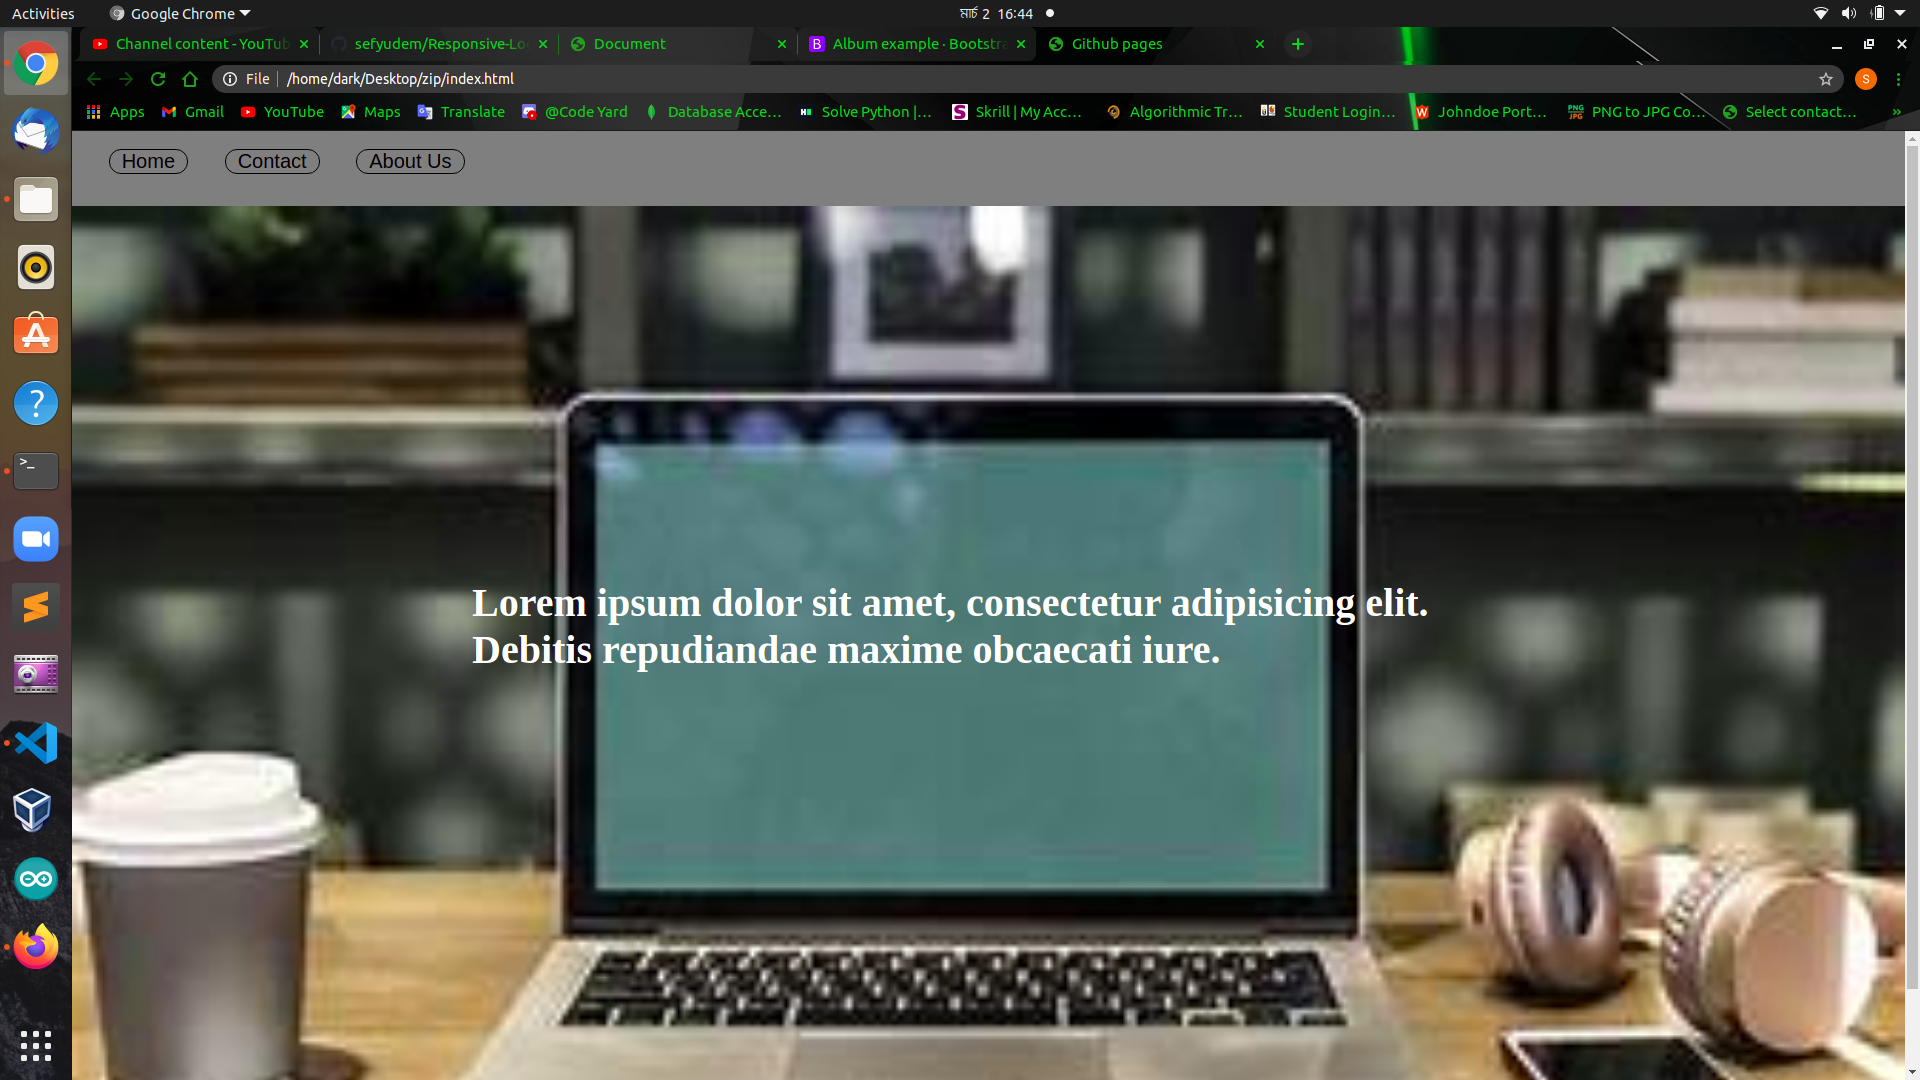 Activities
Google Chrome
মার্চ 2 16:44
Channel content - YouTub
sefyudem/Responsive-Lo
Document
Album example · Bootstra
Github pages
File
/home/dark/Desktop/zip/index.html
S
Apps
Gmail
YouTube
Maps
Translate
@Code Yard
Database Acce...
Solve Python |...
Skrill | My Acc...
Algorithmic Tr...
Student Login...
Johndoe Port...
PNG to JPG Co...
Select contact...
Home
Contact
About Us
Lorem ipsum dolor sit amet, consectetur adipisicing elit.
Debitis repudiandae maxime obcaecati iure.